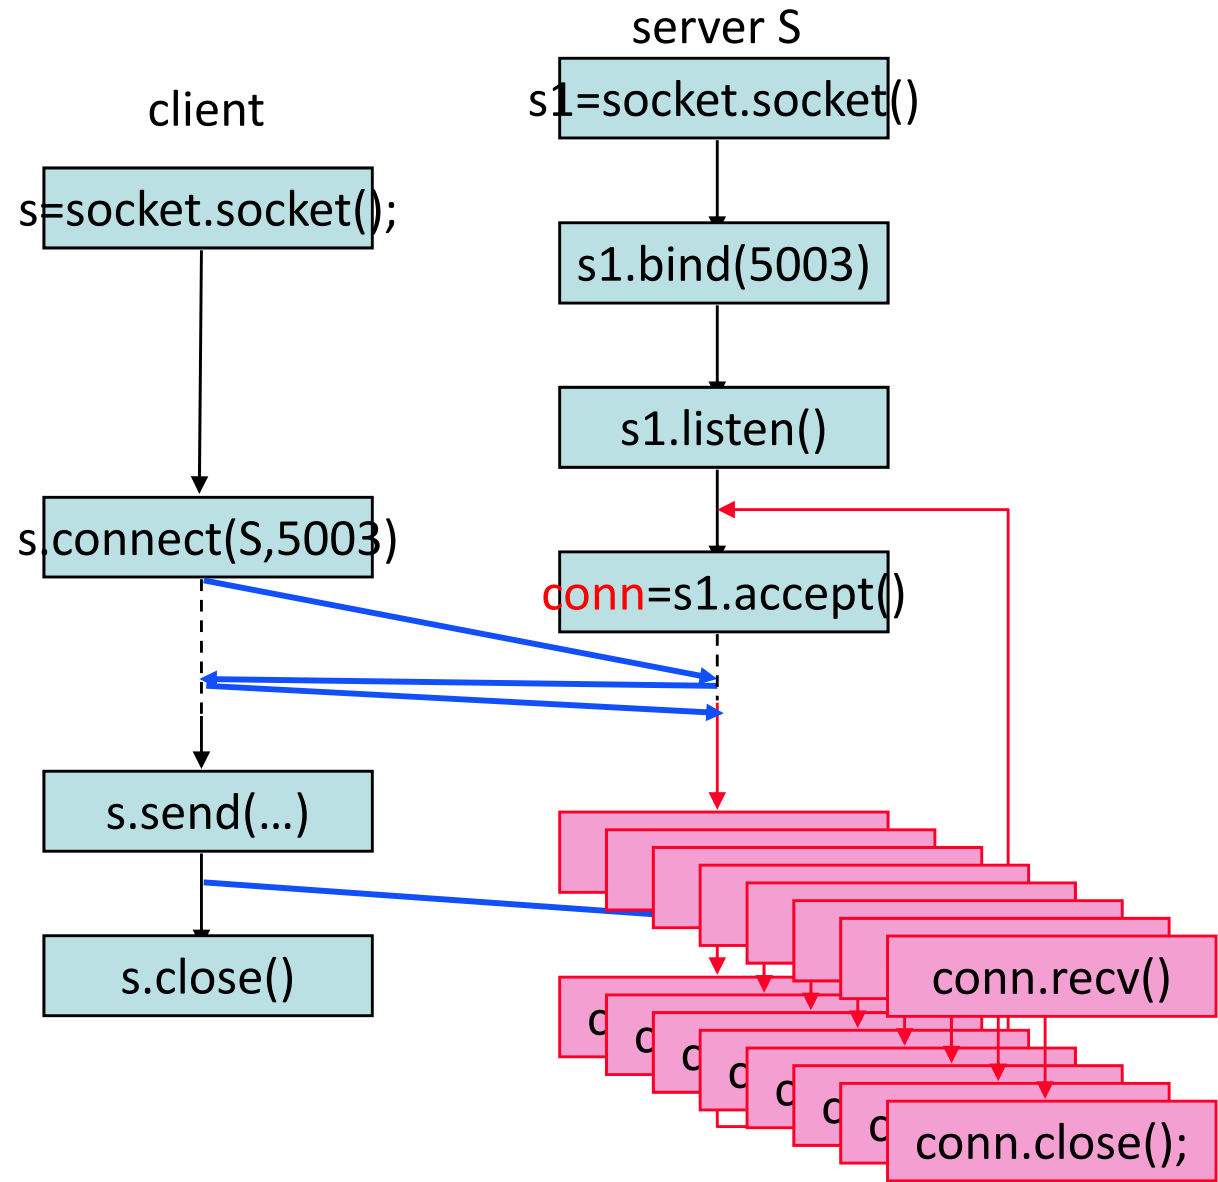 server S
client
s1=socket.socket()
s=socket.socket();
s1.bind(5003)
s1.listen()
s.connect(S,5003)
conn=s1.accept()
s.send(…)
s.close()
conn.recv()
c
c
c
c
c
c
c
conn.close();